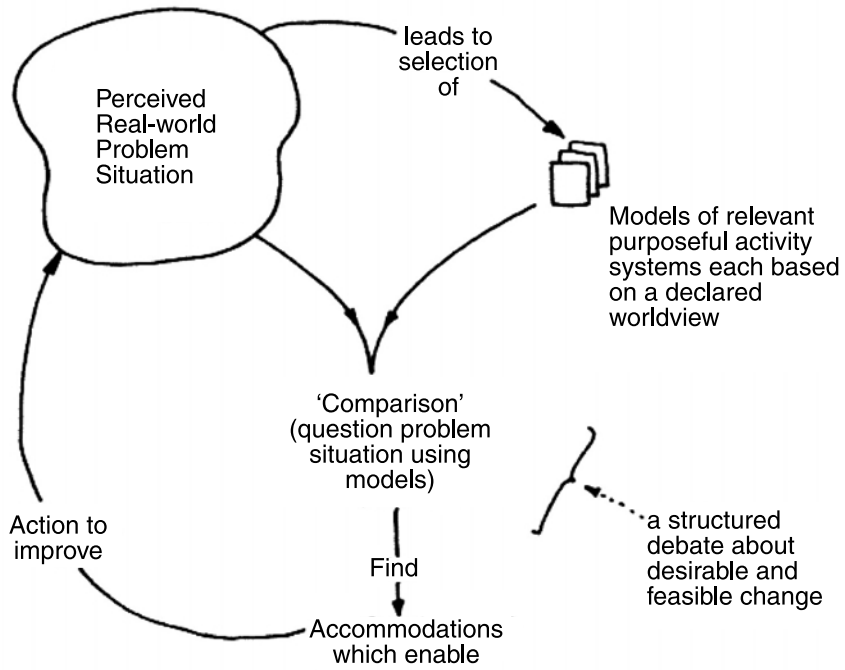 Perceived
Real-world
Problem
Situation
leads to
selection
of
Models of relevant
purposeful activity
systems each based
on a declared
worldview
‘Comparison’
(question problem
situation using
models)
Find
Accommodations
which enable
Action to
improve
a structured
debate about
desirable and
feasible change